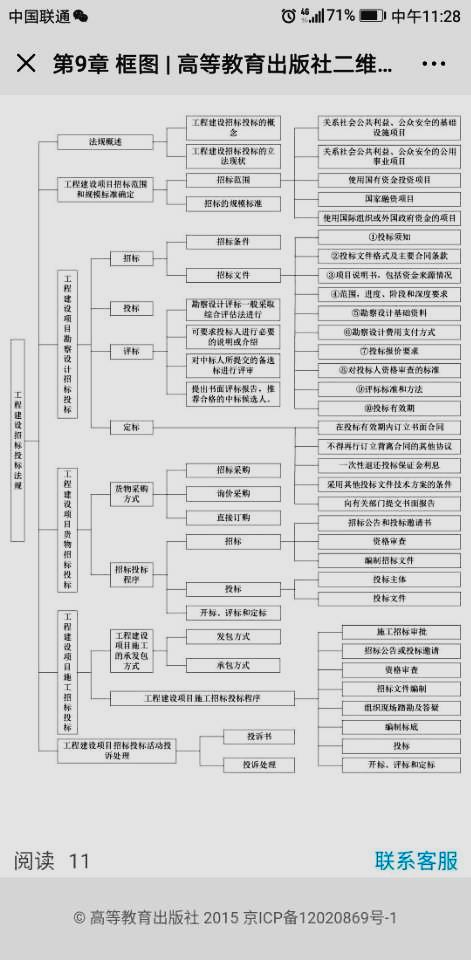 中国联通
4G
71%
中午11:28
第9章 框图 | 高等教育出版社二维...
工程建设招标投标法规
法规概述
工程建设招标投标的概
念
工程建设招标投标的立
法现状
工程建设项目招标范围
和规模标准确定
招标范围
关系社会公共利益、公众安全的基础
设施项目
关系社会公共利益、公众安全的公用
事业项目
使用国有资金投资项目
国家融资项目
使用国际组织或外国政府资金的项目
招标的规模标准
工程建设项目勘察设计招标投标
招标
招标条件
招标文件
①投标须知
②投标文件格式及主要合同条款
③项目说明书，包括资金来源情况
④范围，进度、阶段和深度要求
⑤勘察设计基础资料
⑥勘察设计费用支付方式
⑦投标报价要求
⑧对投标人资格审查的标准
⑨评标标准和方法
⑩投标有效期
投标
评标
勘察设计评标一般采取
综合评估法进行
可要求投标人进行必要
的说明或介绍
对中标人所提交的备选
标进行评审
提出书面评标报告，推
荐合格的中标候选人。
定标
在投标有效期内订立书面合同
不得再行订立背离合同的其他协议
一次性退还投标保证金利息
采用其他投标文件技术方案的条件
向有关部门提交书面报告
工程建设项目货物招标投标
货物采购
方式
招标采购
询价采购
直接订购
招标投标
程序
招标
招标公告和投标邀请书
资格审查
编制招标文件
投标
投标主体
投标文件
开标、评标和定标
工程建设项目施工招标投标
工程建设
项目施工
的承发包
方式
发包方式
承包方式
工程建设项目施工招标投标程序
施工招标审批
招标公告或投标邀请
资格审查
招标文件编制
组织现场踏勘及答疑
编制标底
投标
开标、评标和定标
工程建设项目招标投标活动投
诉处理
投诉书
投诉处理
阅读 11
联系客服
© 高等教育出版社 2015 京ICP备12020869号-1